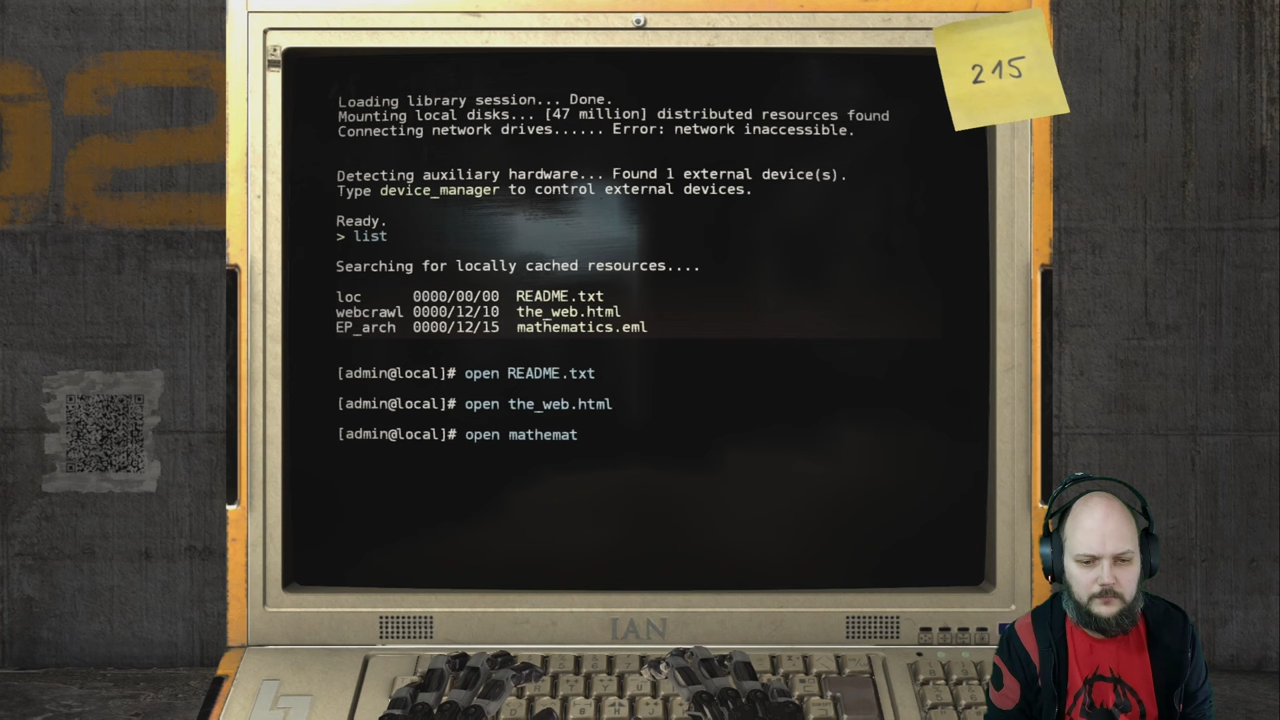 02
215
Loading library session... Done.
Mounting local disks... [47 million] distributed resources found
Connecting network drives...... Error: network inaccessible.
Detecting auxiliary hardware... Found 1 external device(s).
Type device_manager to control external devices.
Ready.
> list
Searching for locally cached resources....
loc 0000/00/00 README.txt
webcrawl 0000/12/10 the_web.html
EP_arch 0000/12/15 mathematics.eml
[admin@local]# open README.txt
[admin@local]# open the_web.html
[admin@local]# open mathemat
IAN